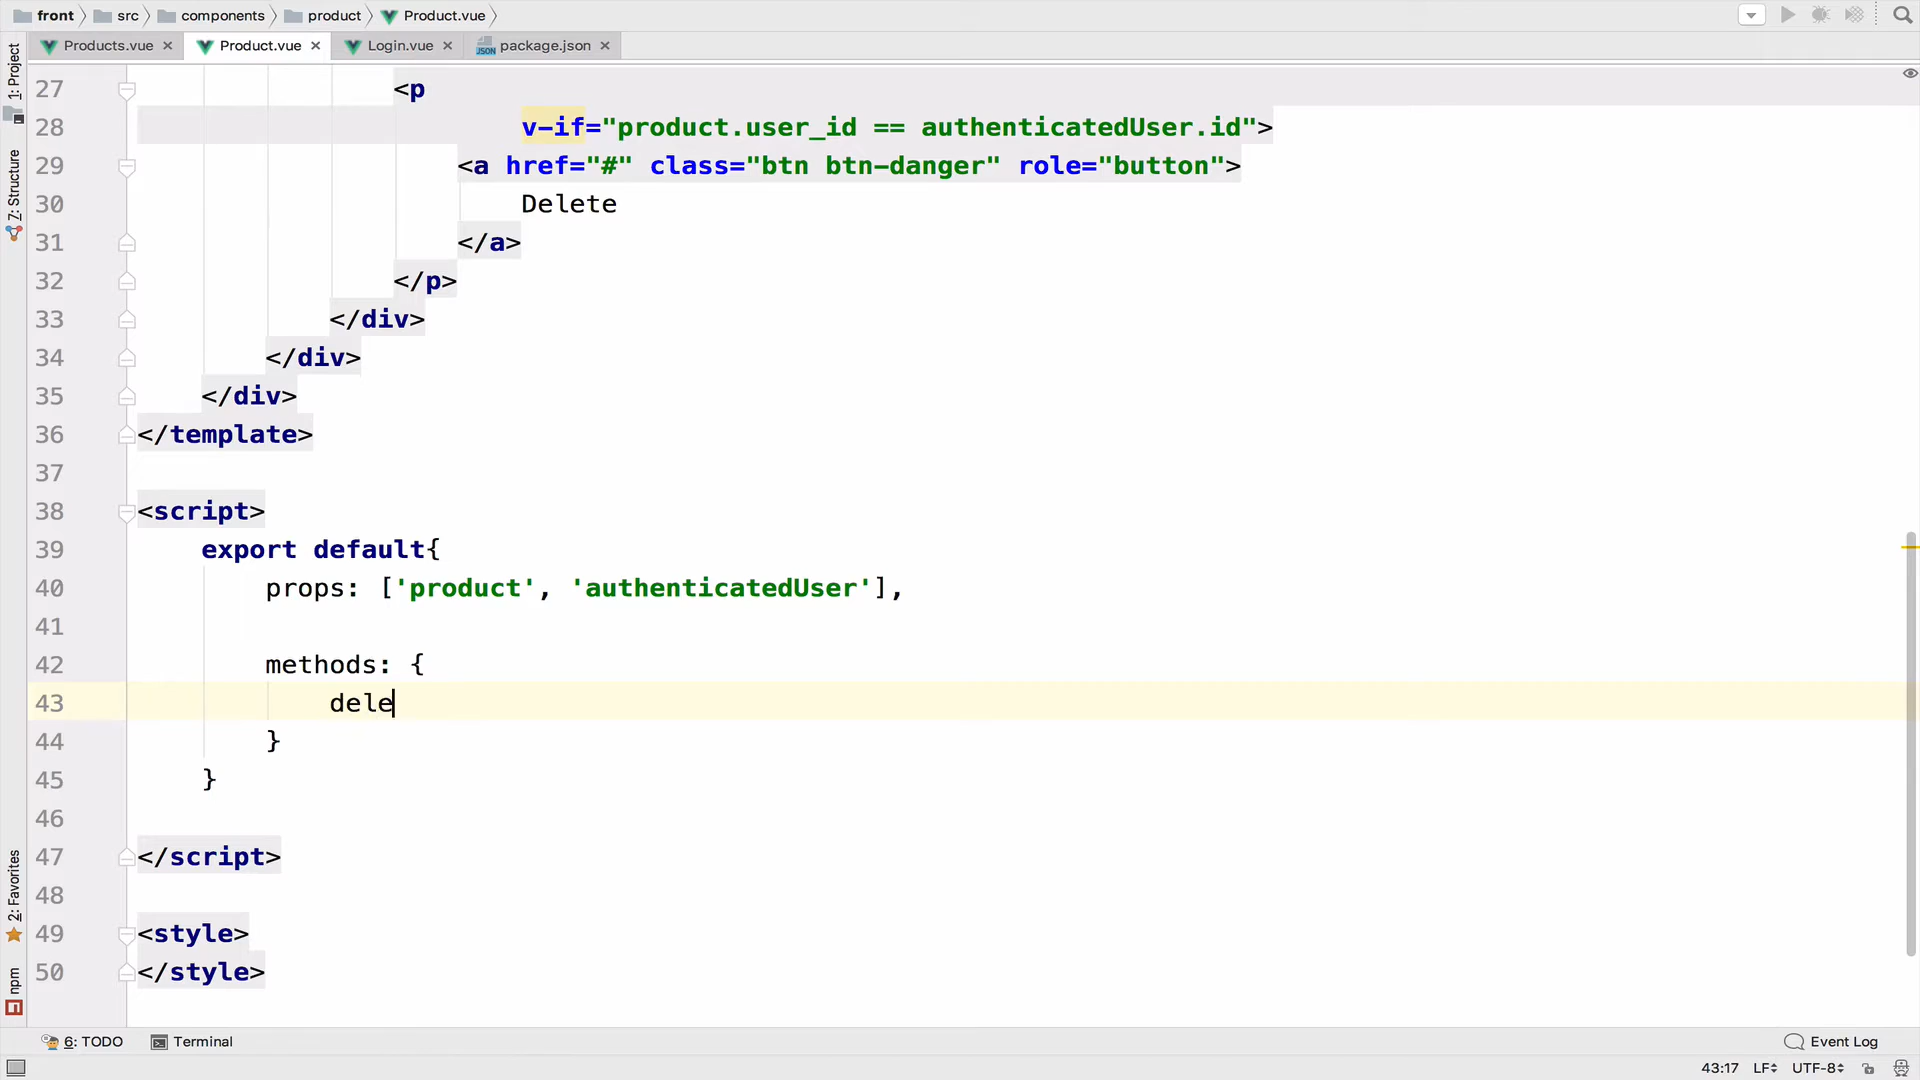 front src components product Product.vue
Products.vue Product.vue Login.vue package.json
1: Project
7: Structure
2: Favorites
npm
27 <p
28 v-if="product.user_id == authenticatedUser.id">
29 <a href="#" class="btn btn-danger" role="button">
30 Delete
31 </a>
32 </p>
33 </div>
34 </div>
35 </div>
36 </template>
37
38 <script>
39 export default{
40 props: ['product', 'authenticatedUser'],
41
42 methods: {
43 dele
44 }
45 }
46
47 </script>
48
49 <style>
50 </style>
6: TODO Terminal Event Log
43:17 LF UTF-8